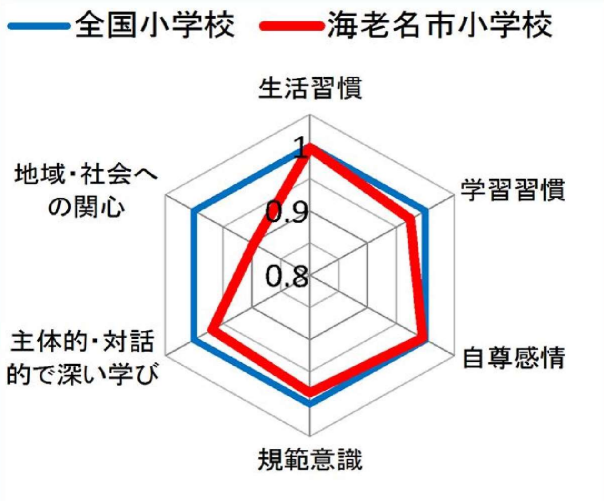 全国小学校 海老名市小学校
生活習慣
1
地域・社会へ
の関心
学習習慣
0.9
0.8
主体的・対話
的で深い学び
自尊感情
規範意識